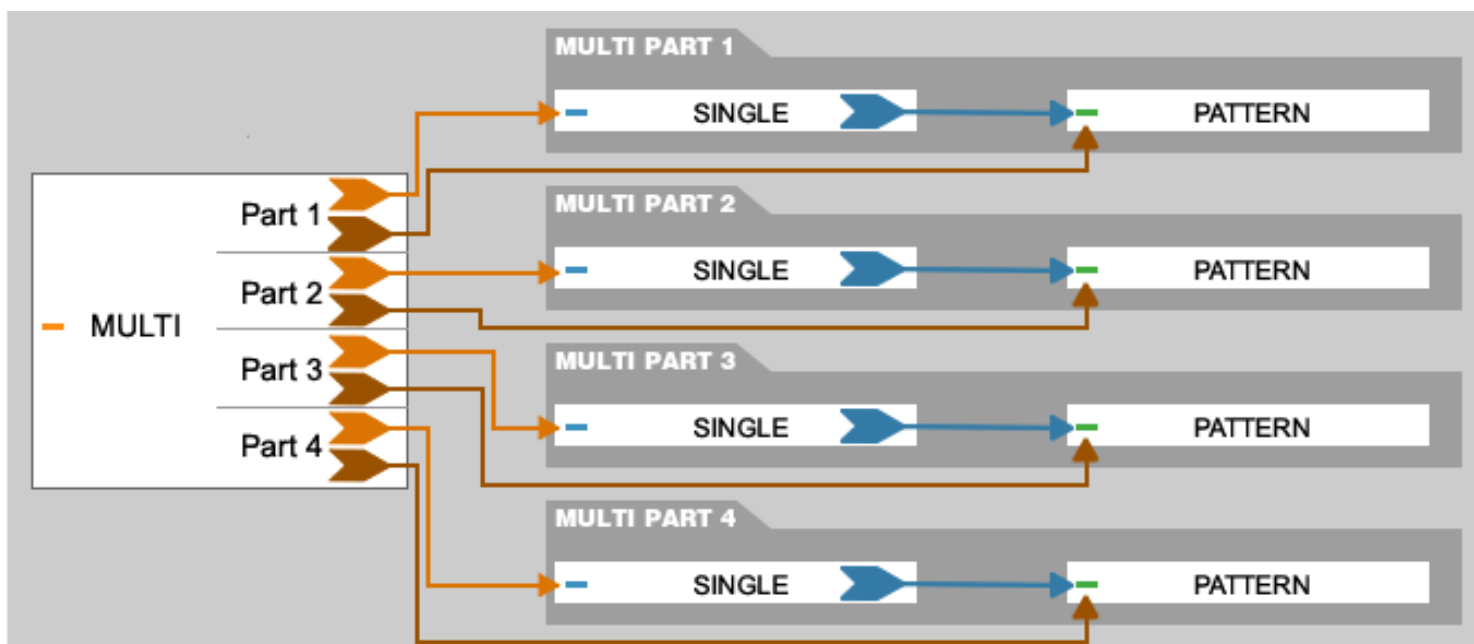 MULTI PART 1
SINGLE PATTERN
MULTI
Part 1
Part 2
Part 3
Part 4
MULTI PART 2
SINGLE PATTERN
MULTI PART 3
SINGLE PATTERN
MULTI PART 4
SINGLE PATTERN